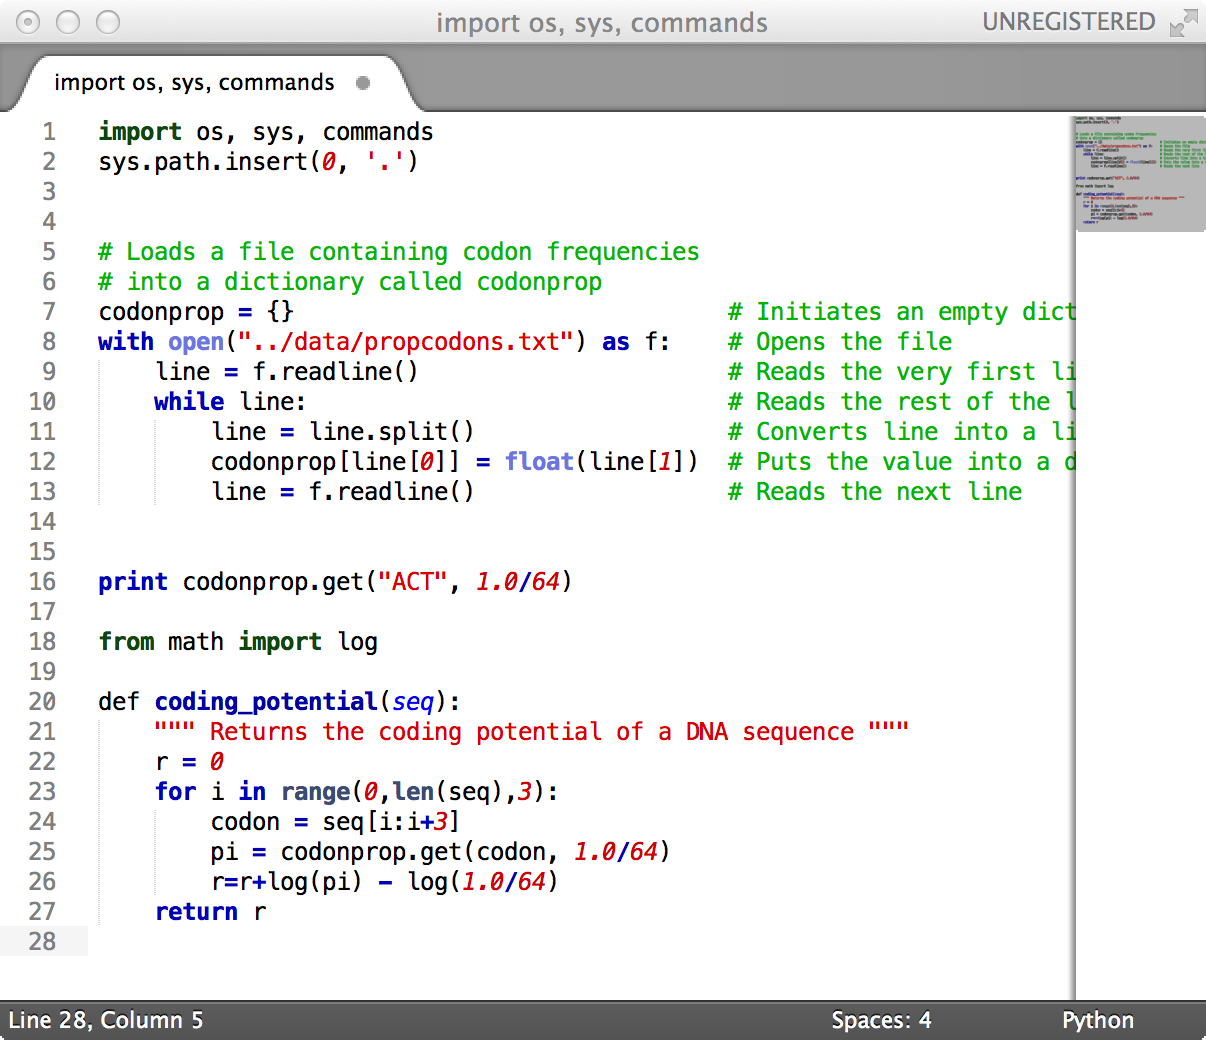 import os, sys, commands
UNREGISTERED
import os, sys, commands
1 import os, sys, commands
2 sys.path.insert(0, '.')
3
4
5 # Loads a file containing codon frequencies
6 # into a dictionary called codonprop
7 codonprop = {} # Initiates an empty dict
8 with open("../data/propcodons.txt") as f: # Opens the file
9 line = f.readline() # Reads the very first li
10 while line: # Reads the rest of the l
11 line = line.split() # Converts line into a li
12 codonprop[line[0]] = float(line[1]) # Puts the value into a d
13 line = f.readline() # Reads the next line
14
15
16 print codonprop.get("ACT", 1.0/64)
17
18 from math import log
19
20 def coding_potential(seq):
21 """ Returns the coding potential of a DNA sequence """
22 r = 0
23 for i in range(0,len(seq),3):
24 codon = seq[i:i+3]
25 pi = codonprop.get(codon, 1.0/64)
26 r=r+log(pi) - log(1.0/64)
27 return r
28
Line 28, Column 5
Spaces: 4
Python